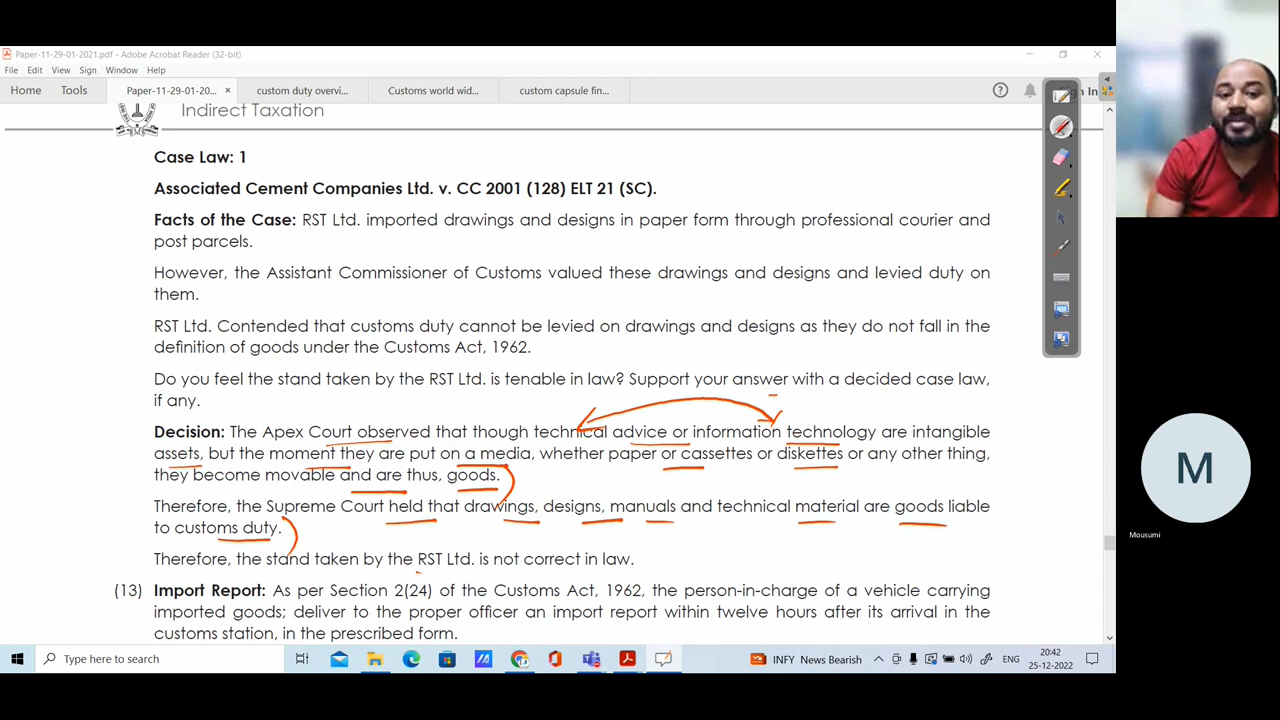 Paper-11-29-01-2021.pdf - Adobe Acrobat Reader (32-bit)
File Edit View Sign Window Help
Home Tools Paper-11-29-01-20... × custom duty overvi... Customs world wid... custom capsule fin... Sign In
Indirect Taxation
Case Law: 1
Associated Cement Companies Ltd. v. CC 2001 (128) ELT 21 (SC).
Facts of the Case: RST Ltd. imported drawings and designs in paper form through professional courier and
post parcels.
However, the Assistant Commissioner of Customs valued these drawings and designs and levied duty on
them.
RST Ltd. Contended that customs duty cannot be levied on drawings and designs as they do not fall in the
definition of goods under the Customs Act, 1962.
Do you feel the stand taken by the RST Ltd. is tenable in law? Support your answer with a decided case law,
if any.
Decision: The Apex Court observed that though technical advice or information technology are intangible
assets, but the moment they are put on a media, whether paper or cassettes or diskettes or any other thing,
they become movable and are thus, goods.
Therefore, the Supreme Court held that drawings, designs, manuals and technical material are goods liable
to customs duty.
Therefore, the stand taken by the RST Ltd. is not correct in law.
(13) Import Report: As per Section 2(24) of the Customs Act, 1962, the person-in-charge of a vehicle carrying
imported goods; deliver to the proper officer an import report within twelve hours after its arrival in the
customs station, in the prescribed form.
M
Mousumi
Type here to search
INFY News Bearish
ENG
20:42
25-12-2022